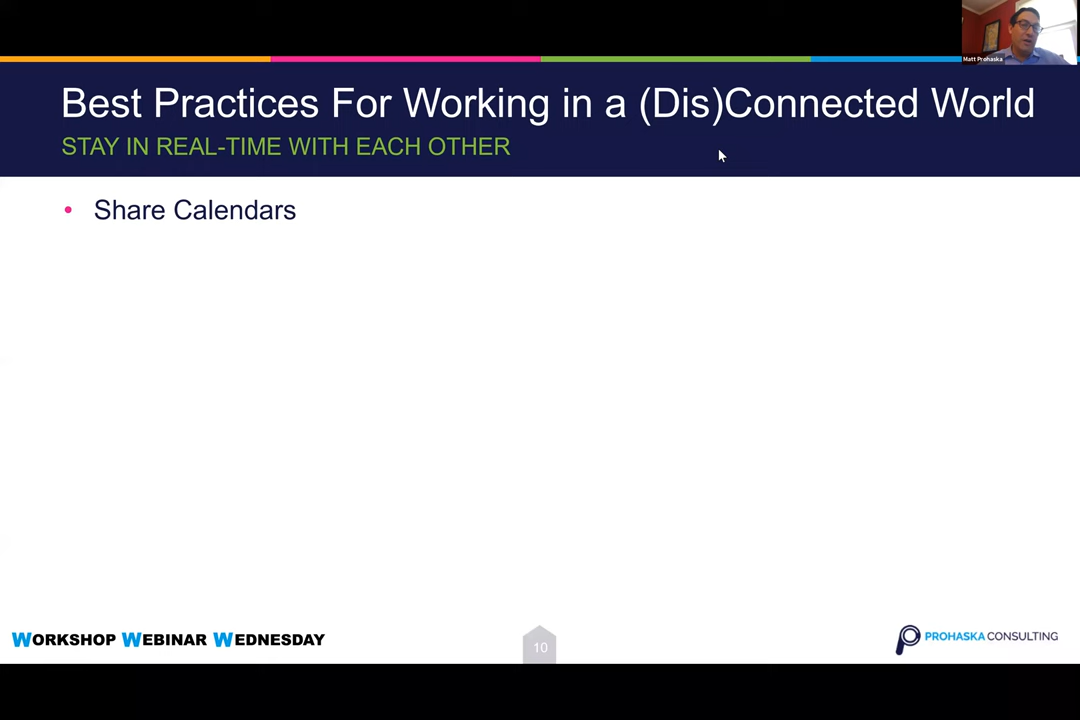 Matt Prohaska
Best Practices For Working in a (Dis)Connected World
STAY IN REAL-TIME WITH EACH OTHER
• Share Calendars
WORKSHOP WEBINAR WEDNESDAY
10
PROHASKA CONSULTING